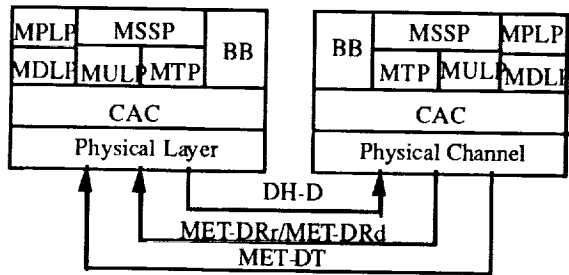 MPLP MSSP BB
MDLP MULP MTP
CAC
Physical Layer
BB MSSP MPLP
MTP MULP MDLP
CAC
Physical Channel
DH-D
MET-DRr/MET-DRd
MET-DT